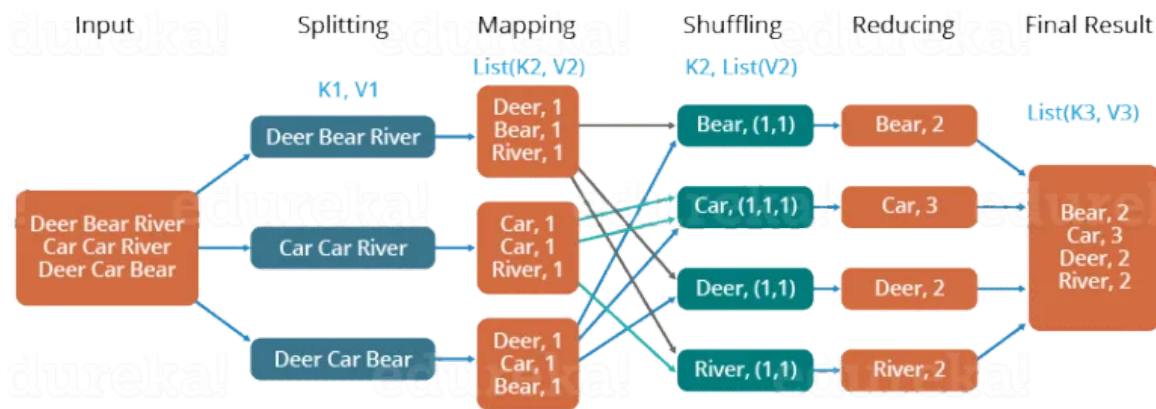 Input
Splitting
Mapping
Shuffling
Reducing
Final Result
K1, V1
List(K2, V2)
K2, List(V2)
List(K3, V3)
Deer Bear River
Car Car River
Deer Car Bear
Deer Bear River
Car Car River
Deer Car Bear
Deer, 1
Bear, 1
River, 1
Car, 1
Car, 1
River, 1
Deer, 1
Car, 1
Bear, 1
Bear, (1,1)
Car, (1,1,1)
Deer, (1,1)
River, (1,1)
Bear, 2
Car, 3
Deer, 2
River, 2
Bear, 2
Car, 3
Deer, 2
River, 2
edureka!
edureka!
edureka!